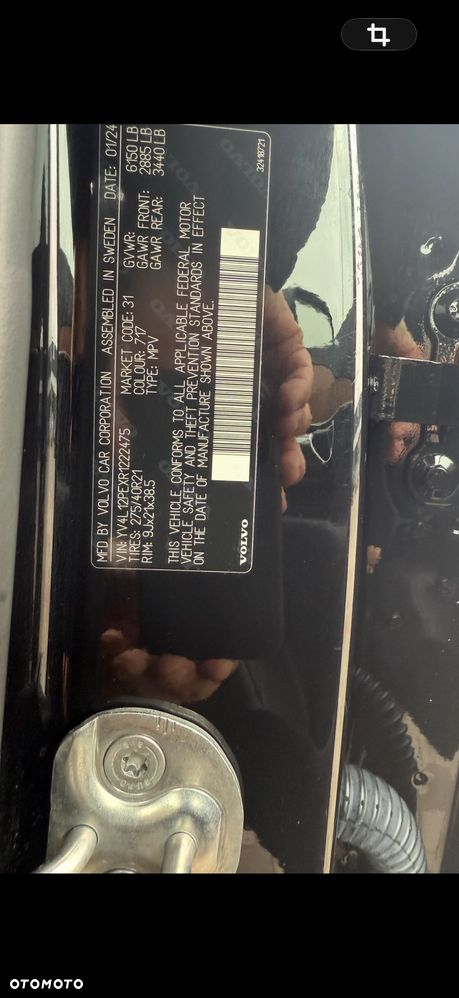 MFD BY VOLVO CAR CORPORATION ASSEMBLED IN SWEDEN DATE: 01/24
VIN: YV4L12PEXR1222475 MARKET CODE: 31 GVWR: 6150 LB
TIRES: 275/40R21 COLOUR: 717 GAWR FRONT: 2885 LB
RIM: 9Jx21x38.5 TYPE: MPV GAWR REAR: 3440 LB
THIS VEHICLE CONFORMS TO ALL APPLICABLE FEDERAL MOTOR
VEHICLE SAFETY AND THEFT PREVENTION STANDARDS IN EFFECT
ON THE DATE OF MANUFACTURE SHOWN ABOVE.
VOLVO
32418721
OTOMOTO